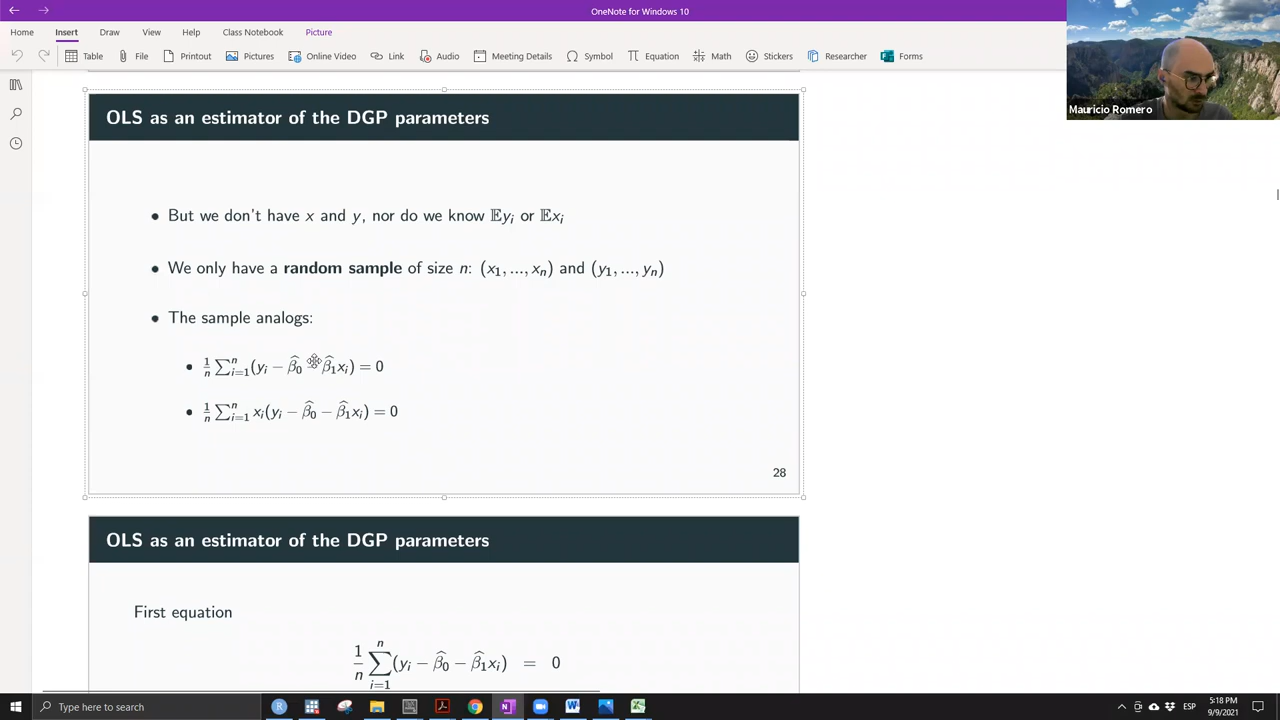 OneNote for Windows 10
Home Insert Draw View Help Class Notebook Picture
Table File Printout Pictures Online Video Link Audio Meeting Details Symbol Equation Math Stickers Researcher Forms
Mauricio Romero
OLS as an estimator of the DGP parameters
• But we don't have x and y, nor do we know 𝔼y_i or 𝔼x_i
• We only have a random sample of size n: (x_1, ..., x_n) and (y_1, ..., y_n)
• The sample analogs:
• 1/n ∑_{i=1}^{n} (y_i − β̂_0 − β̂_1 x_i) = 0
• 1/n ∑_{i=1}^{n} x_i(y_i − β̂_0 − β̂_1 x_i) = 0
28
OLS as an estimator of the DGP parameters
First equation
1/n ∑_{i=1}^{n} (y_i − β̂_0 − β̂_1 x_i) = 0
Type here to search
ESP
5:18 PM
9/9/2021